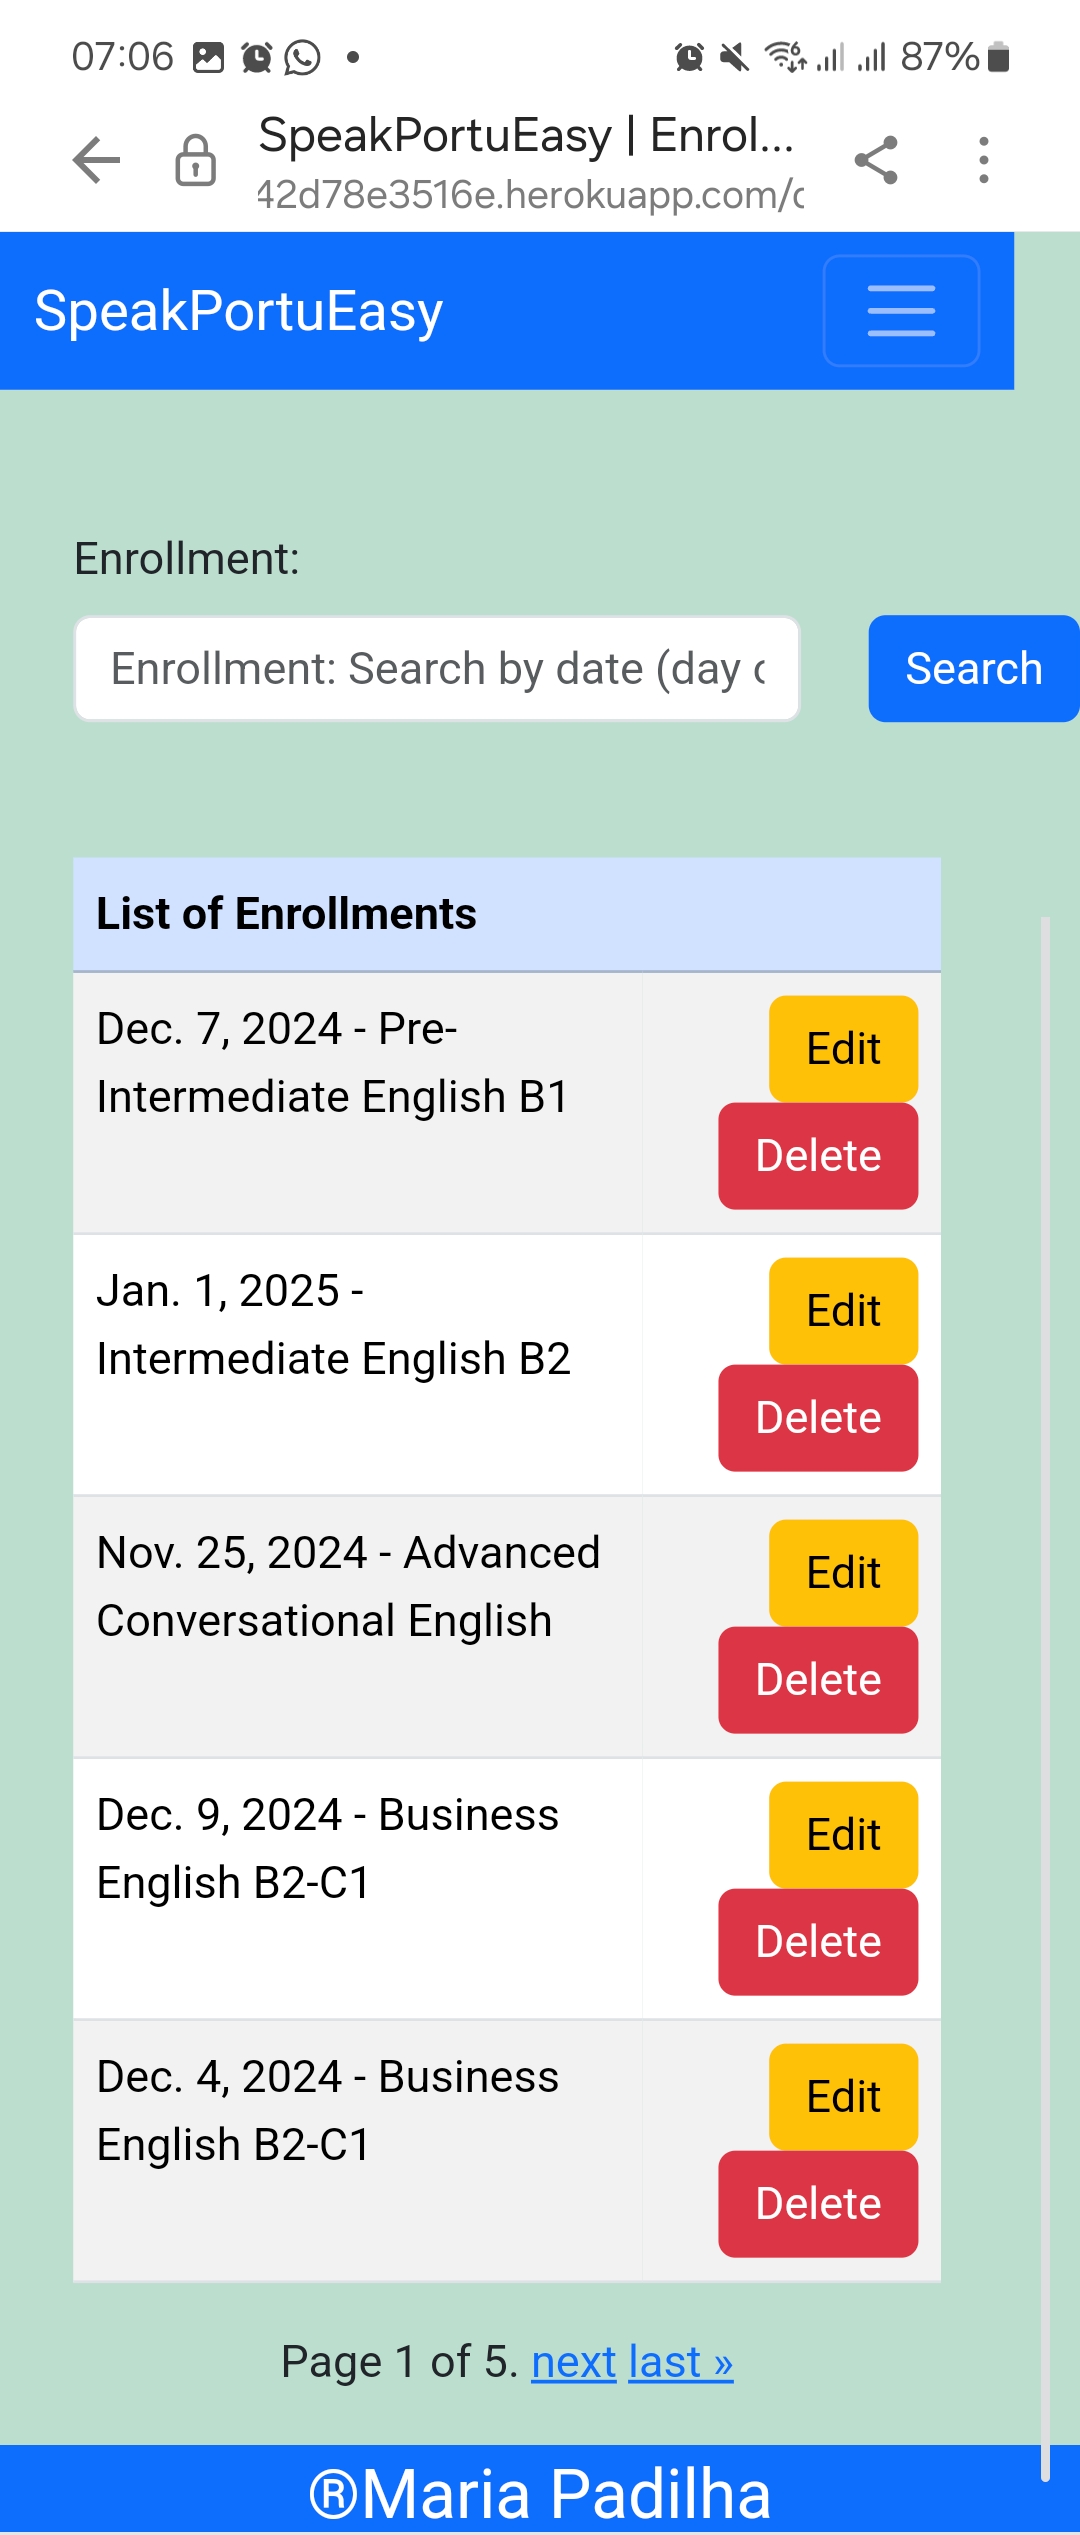 07:06
87%
SpeakPortuEasy | Enrol...
42d78e3516e.herokuapp.com/
SpeakPortuEasy
Enrollment:
Enrollment: Search by date (day
Search
List of Enrollments
Dec. 7, 2024 - Pre-
Intermediate English B1
Edit
Delete
Jan. 1, 2025 -
Intermediate English B2
Edit
Delete
Nov. 25, 2024 - Advanced
Conversational English
Edit
Delete
Dec. 9, 2024 - Business
English B2-C1
Edit
Delete
Dec. 4, 2024 - Business
English B2-C1
Edit
Delete
Page 1 of 5. next last »
®Maria Padilha